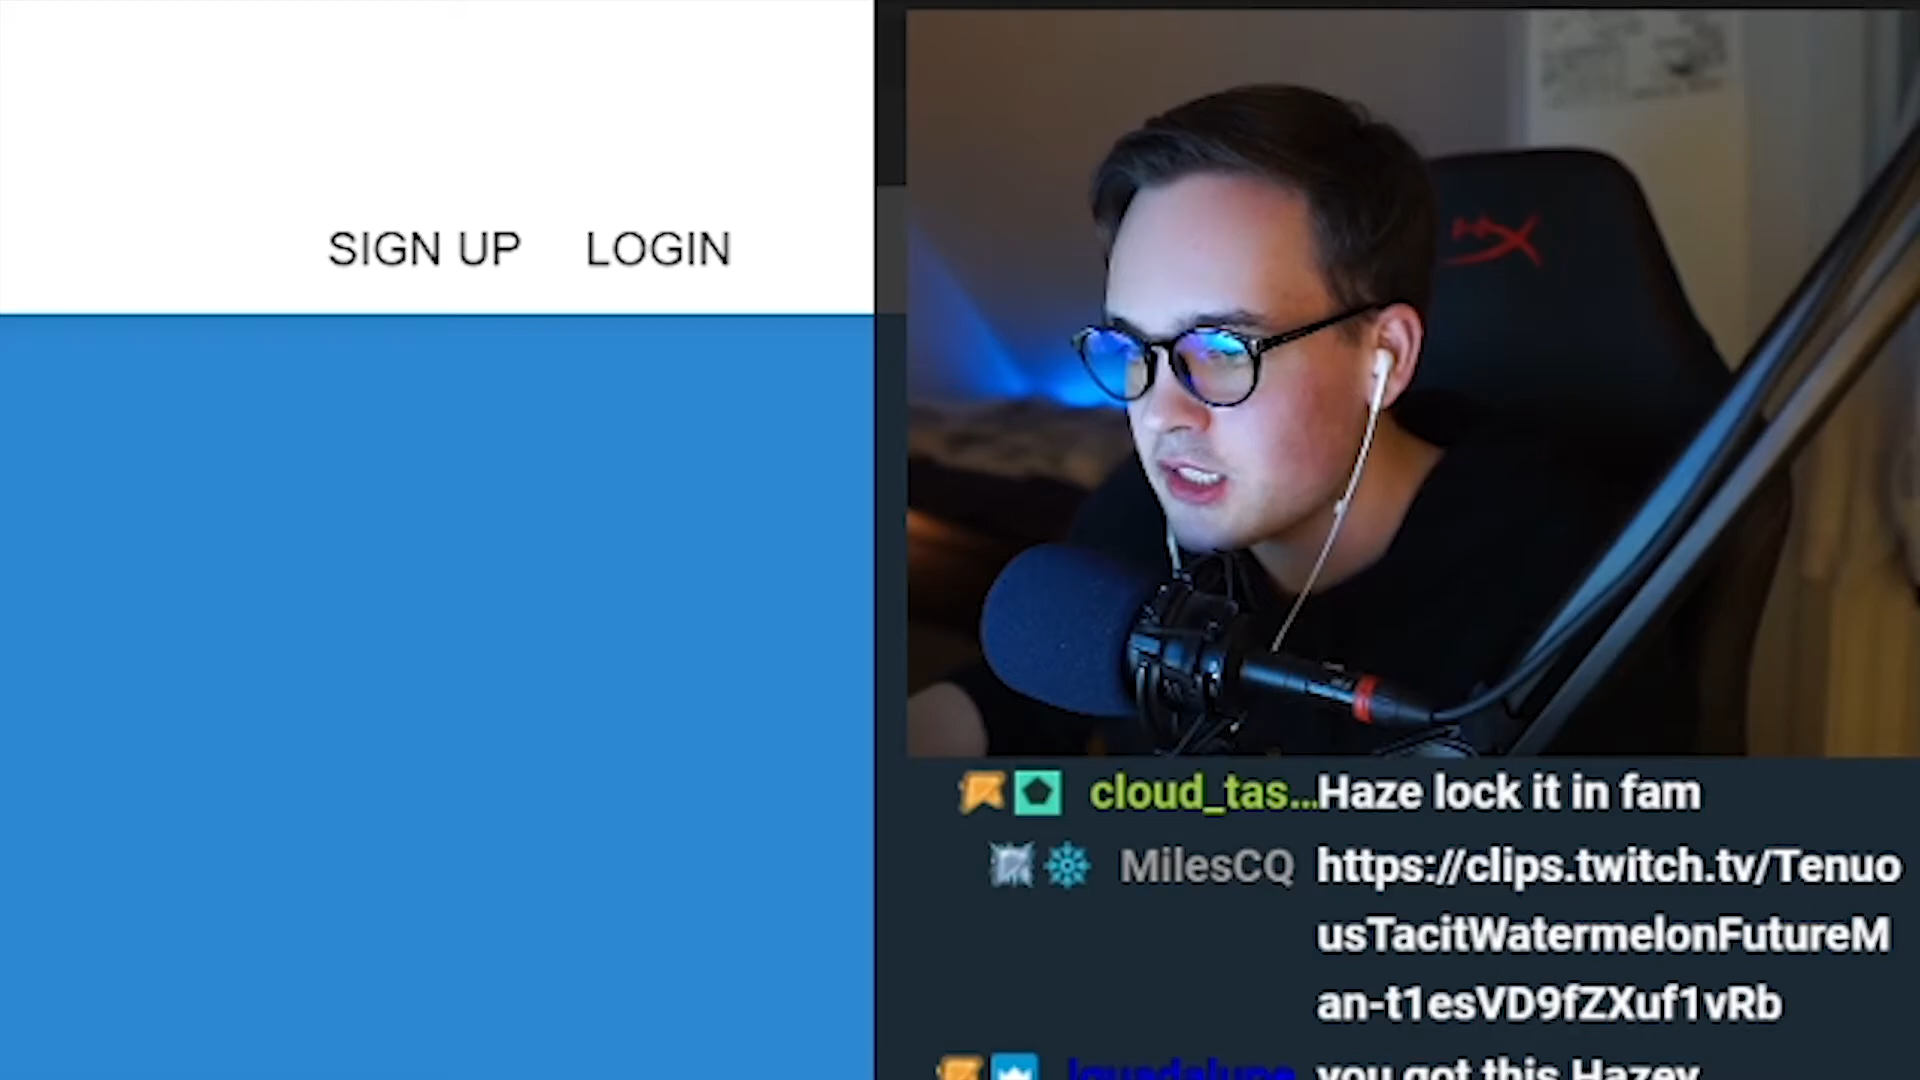 SIGN UP LOGIN
cloud_tas... Haze lock it in fam
MilesCQ https://clips.twitch.tv/Tenuo
usTacitWatermelonFutureM
an-t1esVD9fZXuf1vRb
lguadalupe you got this Hazey